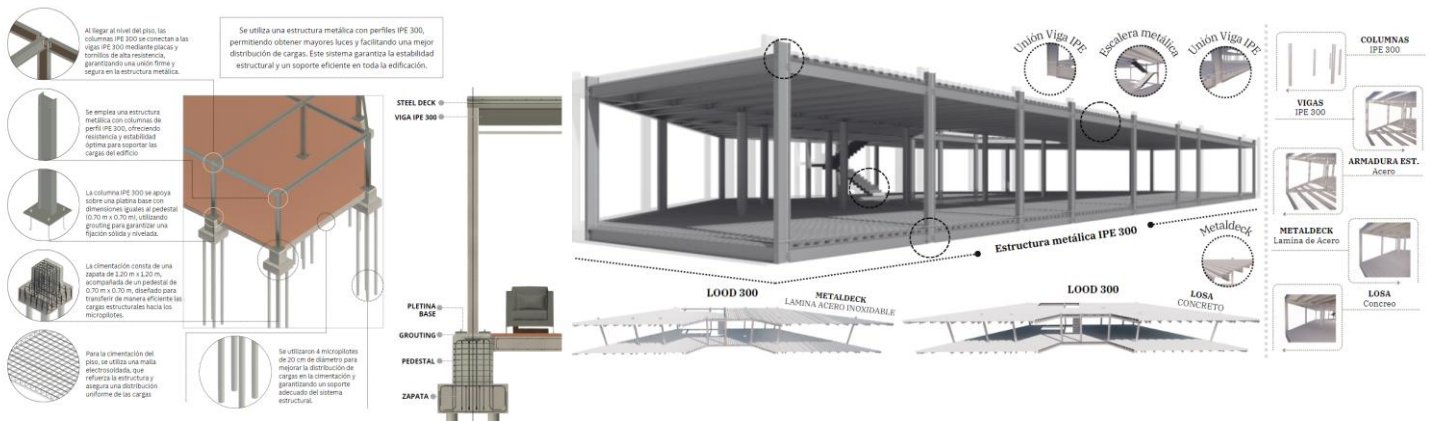 Al llegar al nivel del piso, las
columnas IPE 300 se conectan a las
vigas IPE 300 mediante placas y
tornillos de alta resistencia,
garantizando una unión firme y
segura en la estructura metálica.
Se emplea una estructura
metálica con columnas de
perfil IPE 300, ofreciendo
resistencia y estabilidad
óptima para soportar las
cargas del edificio
La columna IPE 300 se apoya
sobre una platina base con
dimensiones iguales al pedestal
(0.70 m x 0.70 m), utilizando
grouting para garantizar una
fijación sólida y nivelada.
La cimentación consta de una
zapata de 1.20 m x 1.20 m,
acompañada de un pedestal de
0.70 m x 0.70 m, diseñado para
transferir de manera eficiente las
cargas estructurales hacia los
micropilotes.
Para la cimentación del
piso, se utiliza una malla
electrosoldada, que
refuerza la estructura y
asegura una distribución
uniforme de las cargas
Se utiliza una estructura metálica con perfiles IPE 300,
permitiendo obtener mayores luces y facilitando una mejor
distribución de cargas. Este sistema garantiza la estabilidad
estructural y un soporte eficiente en toda la edificación.
Se utilizaron 4 micropilotes
de 20 cm de diámetro para
mejorar la distribución de
cargas en la cimentación y
garantizando un soporte
adecuado del sistema
estructural.
STEEL DECK
VIGA IPE 300
PLETINA
BASE
GROUTING
PEDESTAL
ZAPATA
Unión Viga IPE
Escalera metálica
Unión Viga IPE
Estructura metálica IPE 300
Metaldeck
LOOD 300
METALDECK
LAMINA ACERO INOXIDABLE
LOOD 300
LOSA
CONCRETO
COLUMNAS
IPE 300
VIGAS
IPE 300
ARMADURA EST.
Acero
METALDECK
Lamina de Acero
LOSA
Concreo